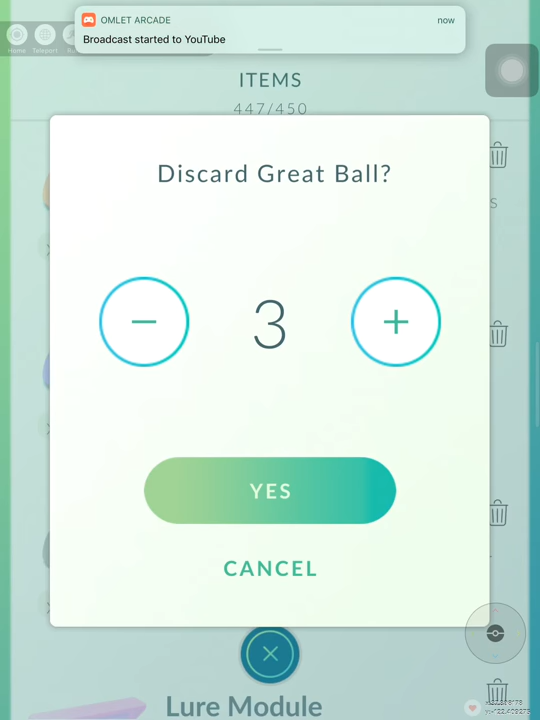 OMLET ARCADE
now
Broadcast started to YouTube
Home
Teleport
ITEMS
447/450
Discard Great Ball?
S
3
YES
CANCEL
Lure Module